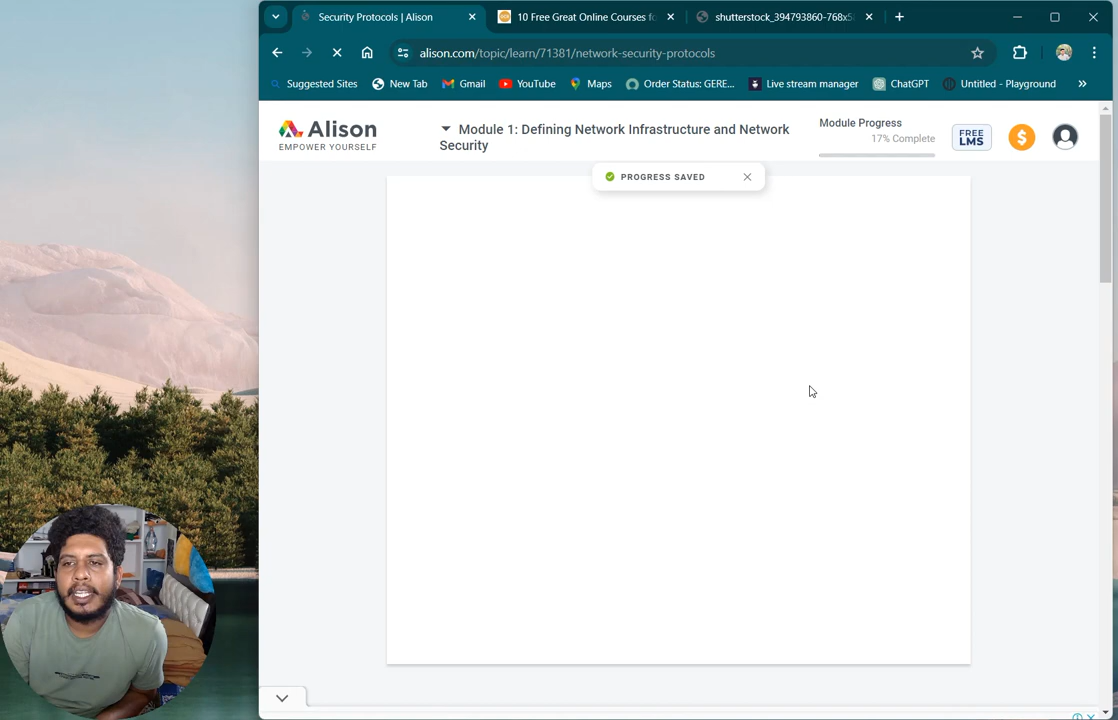 Security Protocols | Alison
10 Free Great Online Courses fo
shutterstock_394793860-768x5
alison.com/topic/learn/71381/network-security-protocols
Suggested Sites
New Tab
Gmail
YouTube
Maps
Order Status: GERE...
Live stream manager
ChatGPT
Untitled - Playground
Alison
EMPOWER YOURSELF
Module 1: Defining Network Infrastructure and Network
Security
Module Progress
17% Complete
FREE
LMS
PROGRESS SAVED